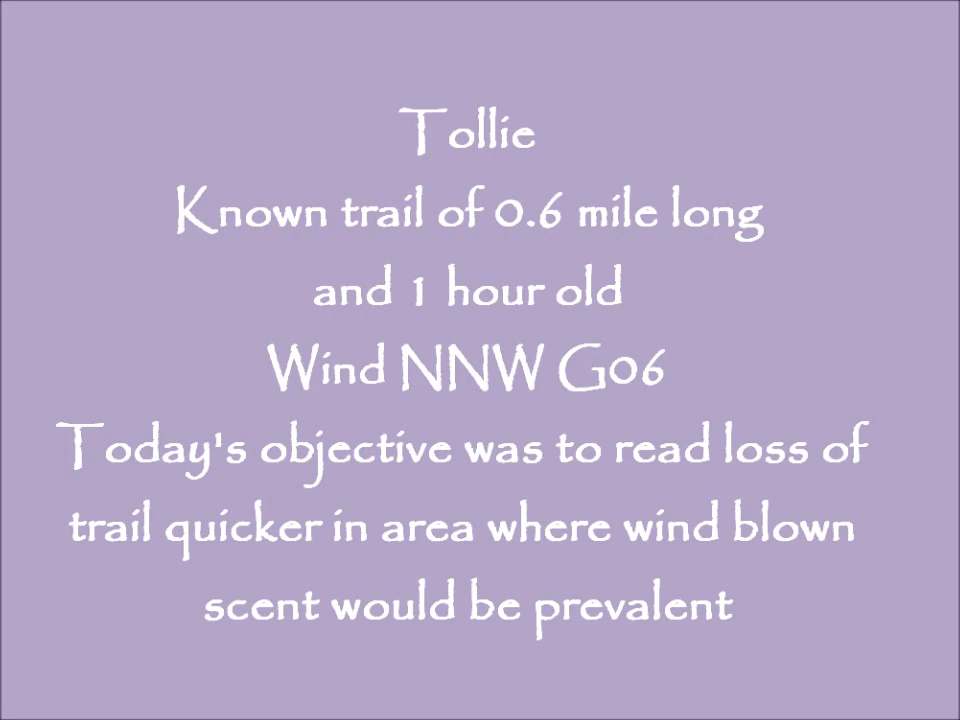 Tollie
Known trail of 0.6 mile long
and 1 hour old
Wind NNW G06
Today's objective was to read loss of
trail quicker in area where wind blown
scent would be prevalent